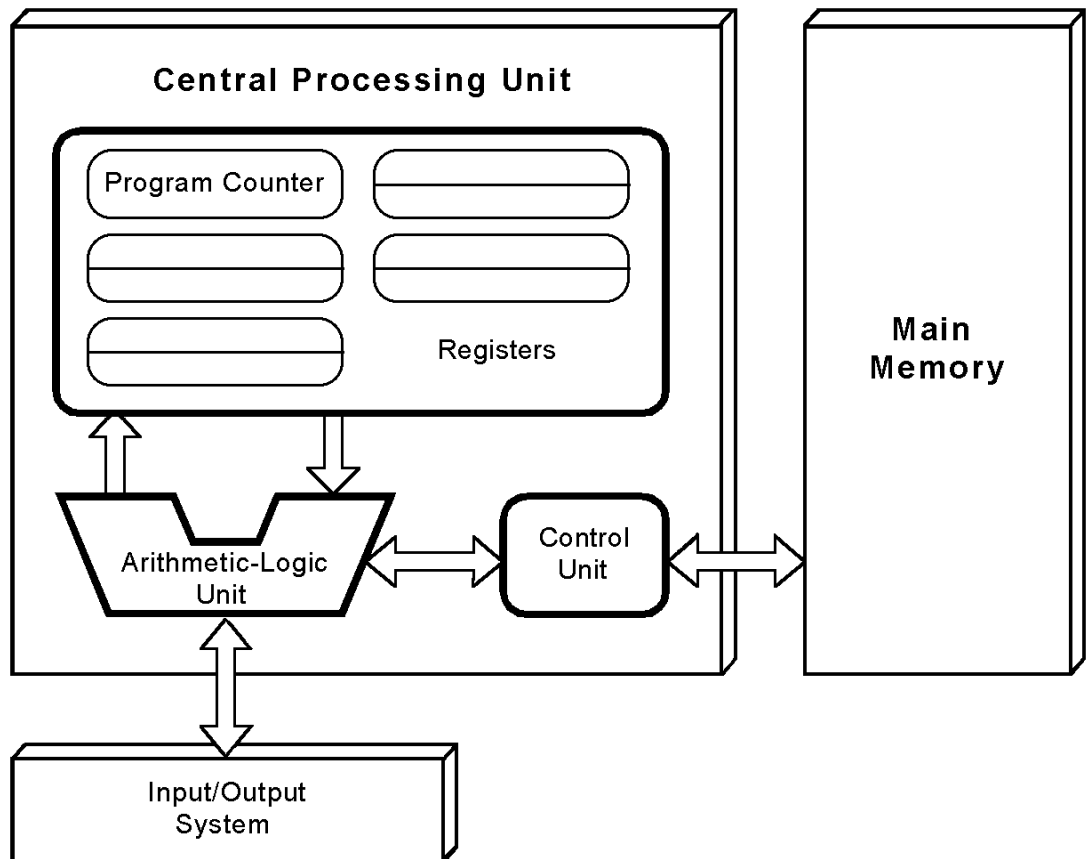 Central Processing Unit
Program Counter
Registers
Main
Memory
Arithmetic-Logic
Unit
Control
Unit
Input/Output
System